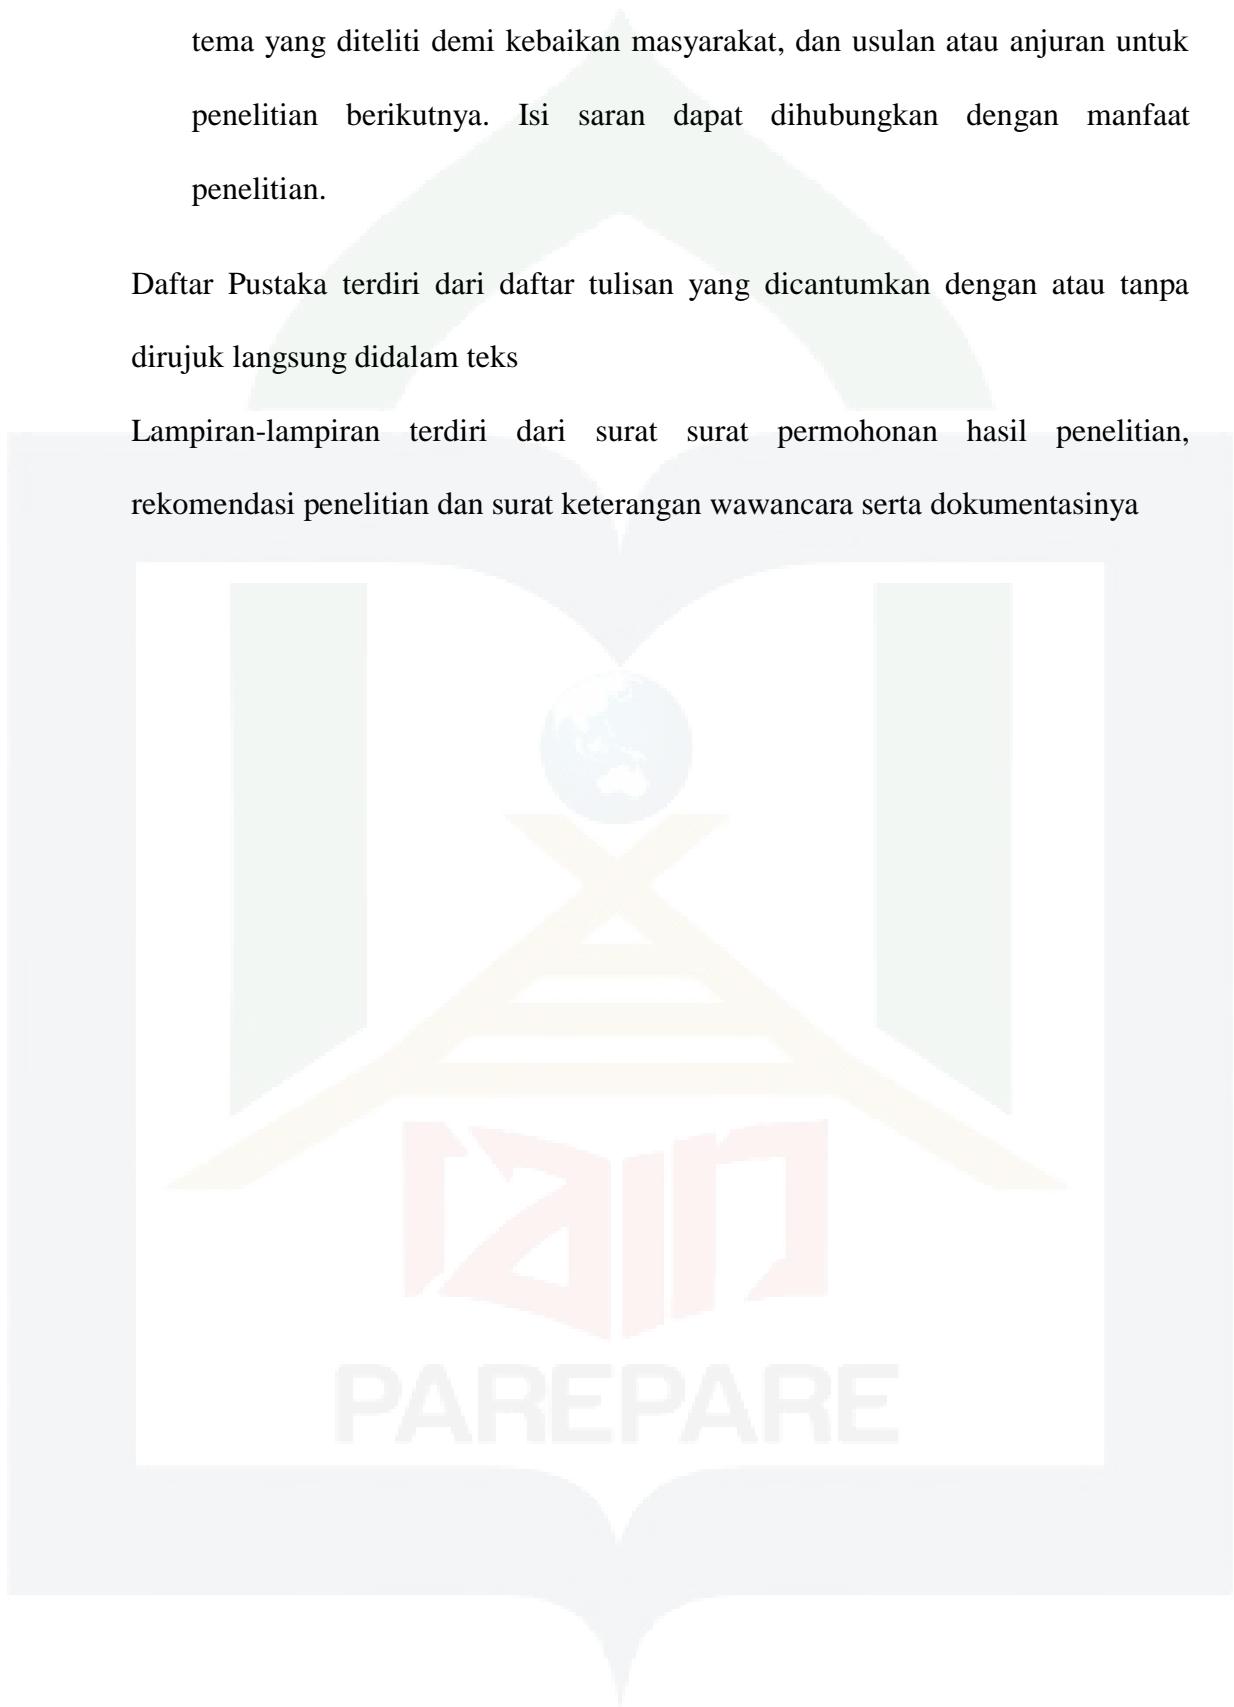 tema yang diteliti demi kebaikan masyarakat, dan usulan atau anjuran untuk
penelitian berikutnya. Isi saran dapat dihubungkan dengan manfaat
penelitian.
Daftar Pustaka terdiri dari daftar tulisan yang dicantumkan dengan atau tanpa
dirujuk langsung didalam teks
Lampiran-lampiran terdiri dari surat surat permohonan hasil penelitian,
rekomendasi penelitian dan surat keterangan wawancara serta dokumentasinya
iain
PAREPARE